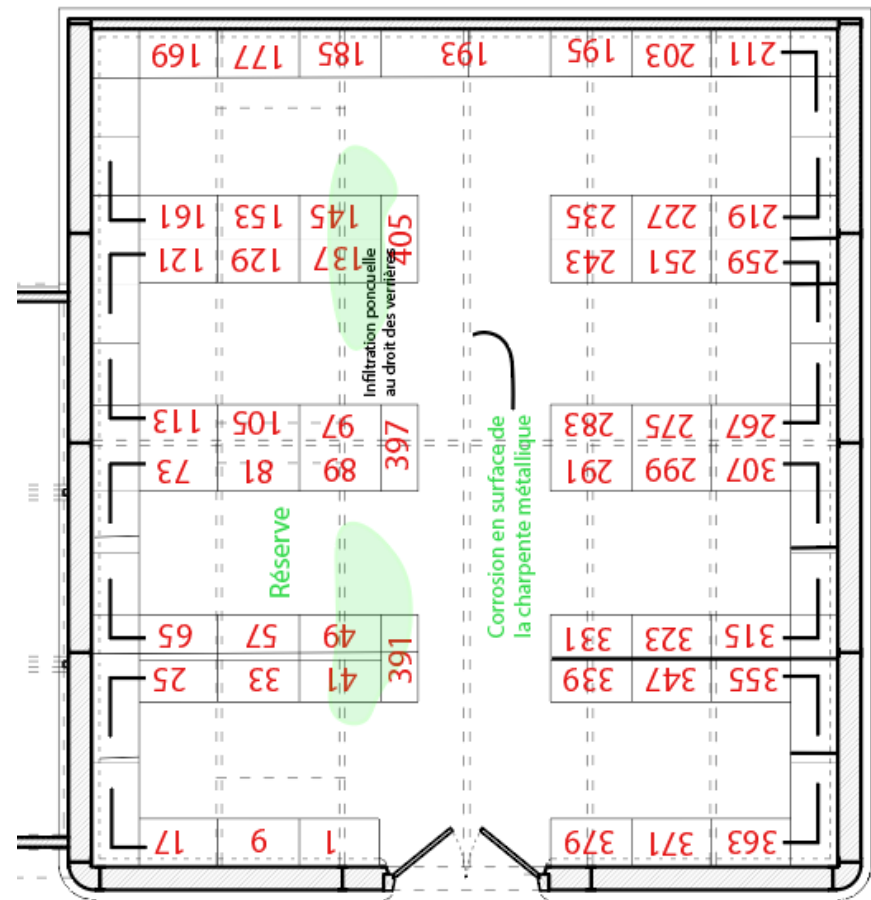 169 177 185 193 195 203 211
161 153 145 405 235 227 219
121 129 137 243 251 259
Infiltration poncuelle
au droit des verrières
113 105 97 397 283 275 267
73 81 89 291 299 307
Réserve
Corrosion en surface de
la charpente métallique
65 57 49 391 331 323 315
25 33 41 339 347 355
17 9 1 379 371 363